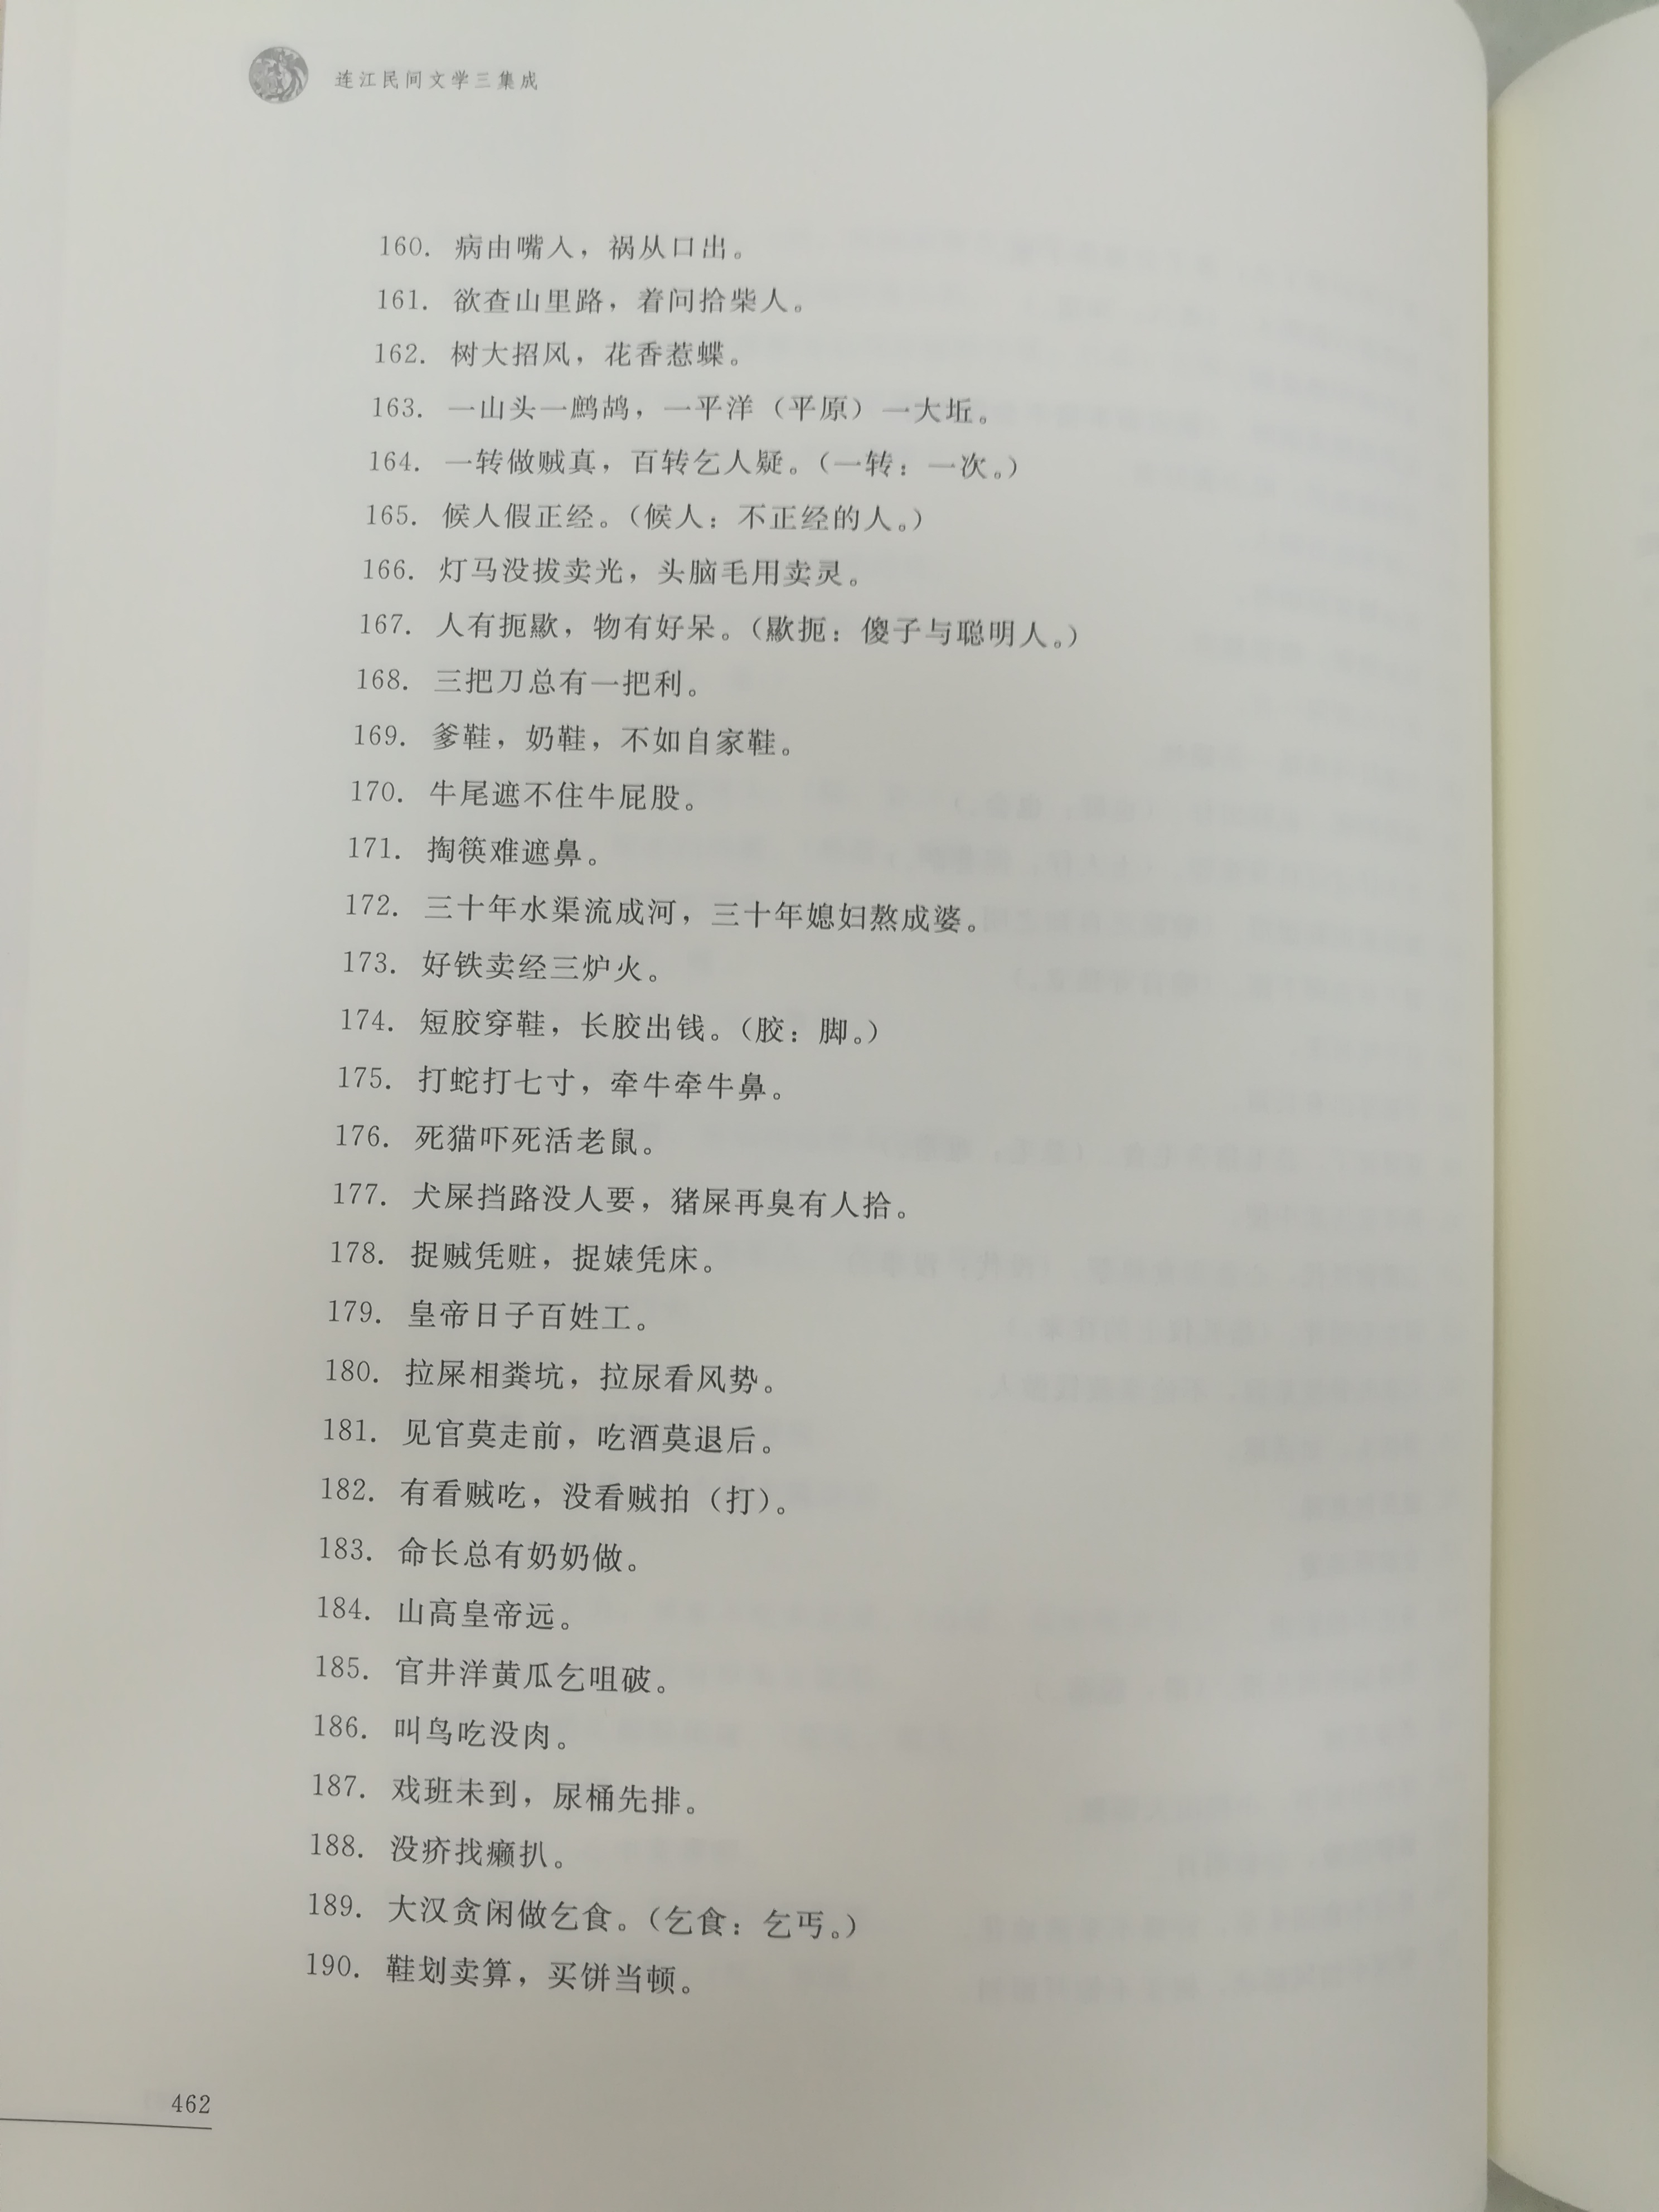 连江民间文学三集成
160. 病由嘴入，祸从口出。
161. 欲查山里路，着问拾柴人。
162. 树大招风，花香惹蝶。
163. 一山头一鹧鸪，一平洋（平原）一大坵。
164. 一转做贼真，百转乞人疑。（一转：一次。）
165. 候人假正经。（候人：不正经的人。）
166. 灯马没拔卖光，头脑毛用卖灵。
167. 人有扼歞，物有好呆。（歞扼：傻子与聪明人。）
168. 三把刀总有一把利。
169. 爹鞋，奶鞋，不如自家鞋。
170. 牛尾遮不住牛屁股。
171. 掏筷难遮鼻。
172. 三十年水渠流成河，三十年媳妇熬成婆。
173. 好铁卖经三炉火。
174. 短胶穿鞋，长胶出钱。（胶：脚。）
175. 打蛇打七寸，牵牛牵牛鼻。
176. 死猫吓死活老鼠。
177. 犬屎挡路没人要，猪屎再臭有人拾。
178. 捉贼凭赃，捉婊凭床。
179. 皇帝日子百姓工。
180. 拉屎相粪坑，拉尿看风势。
181. 见官莫走前，吃酒莫退后。
182. 有看贼吃，没看贼拍（打）。
183. 命长总有奶奶做。
184. 山高皇帝远。
185. 官井洋黄瓜乞咀破。
186. 叫鸟吃没肉。
187. 戏班未到，尿桶先排。
188. 没疥找癞扒。
189. 大汉贪闲做乞食。（乞食：乞丐。）
190. 鞋划卖算，买饼当顿。
462